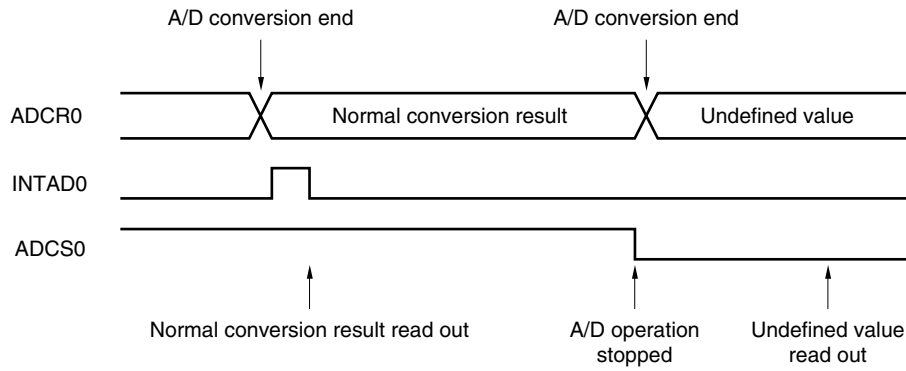 A/D conversion end
A/D conversion end
ADCR0
Normal conversion result
Undefined value
INTAD0
ADCS0
Normal conversion result read out
A/D operation
stopped
Undefined value
read out